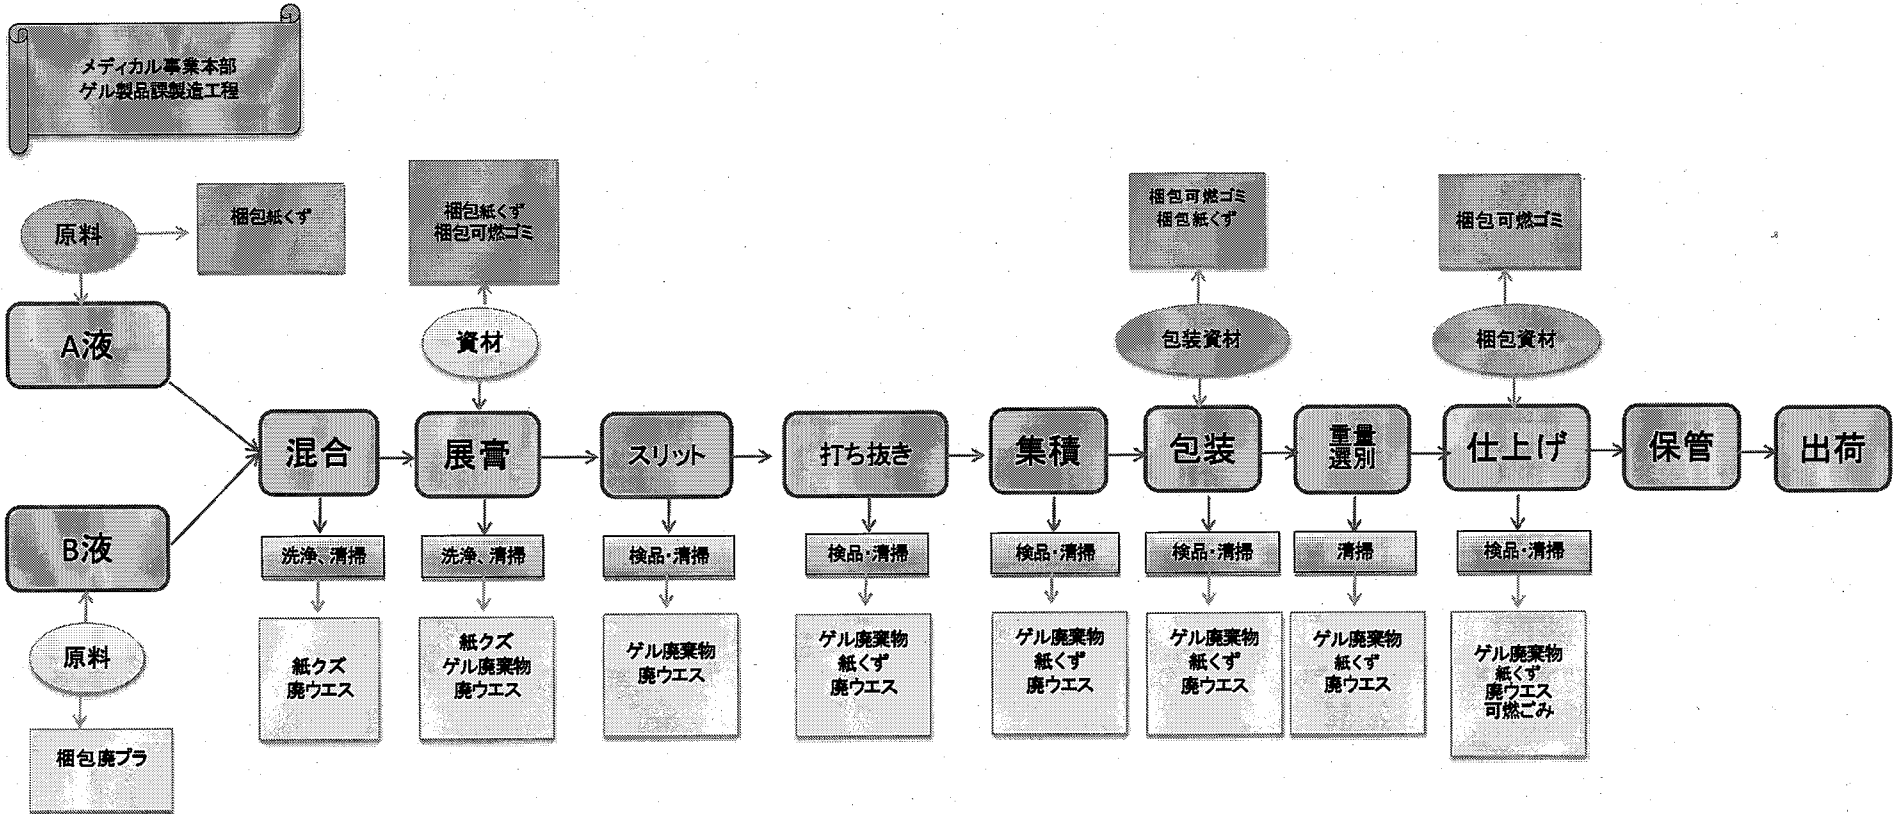 メディカル事業本部
ゲル製品課製造工程
原料
梱包紙くず
梱包紙くず
梱包可燃ゴミ
梱包可燃ゴミ
梱包紙くず
梱包可燃ゴミ
A液
資材
包装資材
梱包資材
混合
展膏
スリット
打ち抜き
集積
包装
重量
選別
仕上げ
保管
出荷
B液
洗浄、清掃
洗浄、清掃
検品・清掃
検品・清掃
検品・清掃
検品・清掃
清掃
検品・清掃
原料
紙クズ
廃ウエス
紙クズ
ゲル廃棄物
廃ウエス
ゲル廃棄物
廃ウエス
ゲル廃棄物
紙くず
廃ウエス
ゲル廃棄物
紙くず
廃ウエス
ゲル廃棄物
紙くず
廃ウエス
ゲル廃棄物
紙くず
廃ウエス
ゲル廃棄物
紙くず
廃ウエス
可燃ごみ
梱包廃プラ